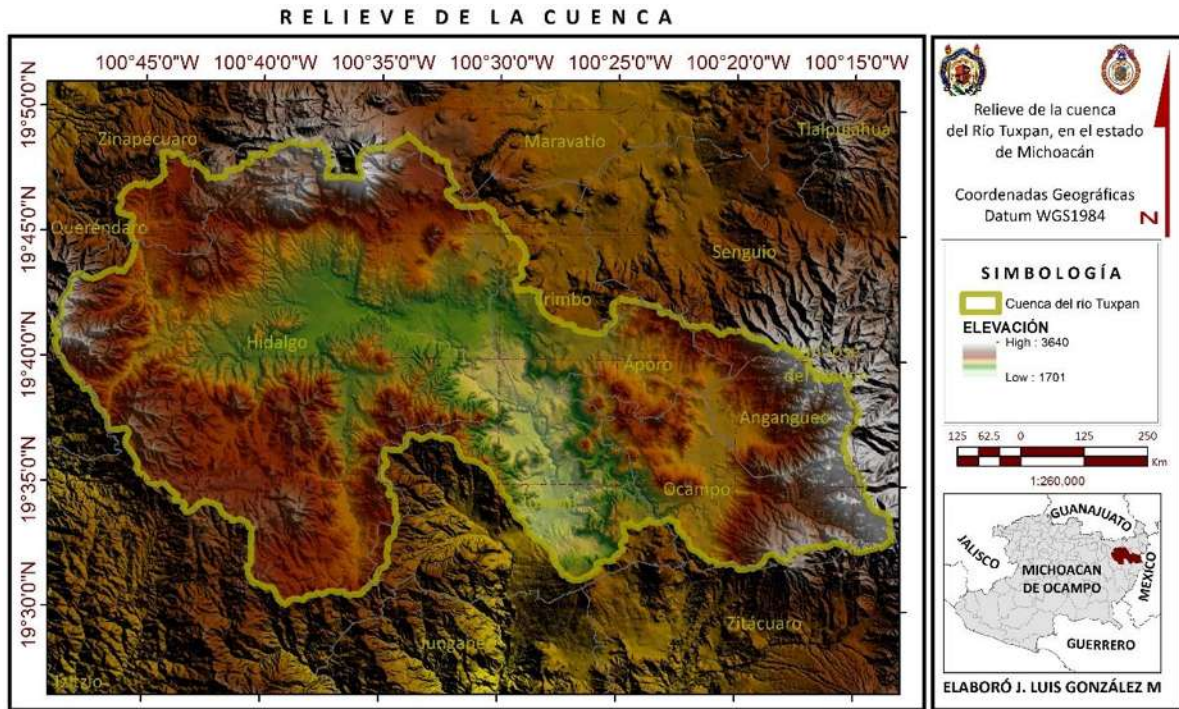 RELIEVE DE LA CUENCA
100°45'0"W 100°40'0"W 100°35'0"W 100°30'0"W 100°25'0"W 100°20'0"W 100°15'0"W
19°50'0"N
19°45'0"N
19°40'0"N
19°35'0"N
19°30'0"N
Zinapécuaro
Maravatío
Tlalpujahua
Queréndaro
Senguio
Irimbo
Hidalgo
Aporo
del
Angangueo
Ocampo
Zitácuaro
Jungapeo
Tzitzio
Relieve de la cuenca
del Río Tuxpan, en el estado
de Michoacán
Coordenadas Geográficas
Datum WGS1984
N
SIMBOLOGÍA
Cuenca del río Tuxpan
ELEVACIÓN
High : 3640
Low : 1701
125 62.5 0 125 250
Km
1:260,000
GUANAJUATO
JALISCO
MICHOACAN
DE OCAMPO
MEXICO
GUERRERO
ELABORÓ J. LUIS GONZÁLEZ M